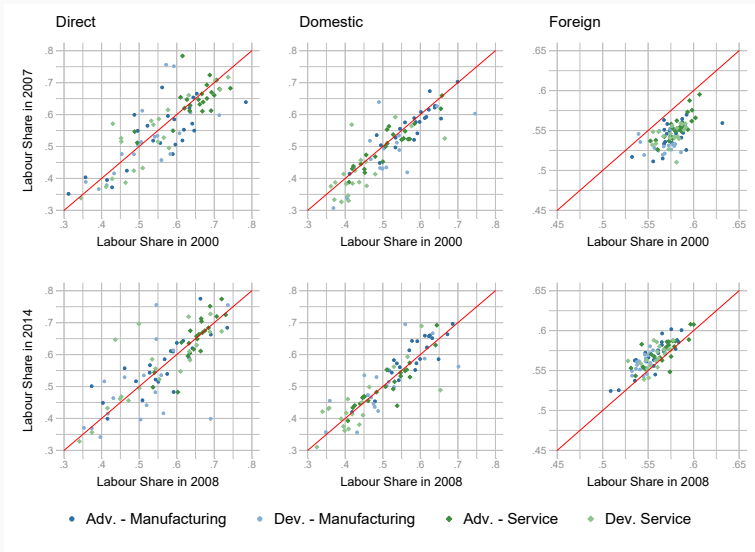 Direct Domestic Foreign
Labour Share in 2007
.8 .8 .65
.7 .7 .6
.6 .6 .55
.5 .5 .5
.4 .4 .45
.3 .3
.3 .4 .5 .6 .7 .8 .3 .4 .5 .6 .7 .8 .45 .5 .55 .6 .65
Labour Share in 2000 Labour Share in 2000 Labour Share in 2000
Labour Share in 2014
.8 .8 .65
.7 .7 .6
.6 .6 .55
.5 .5 .5
.4 .4 .45
.3 .3
.3 .4 .5 .6 .7 .8 .3 .4 .5 .6 .7 .8 .45 .5 .55 .6 .65
Labour Share in 2008 Labour Share in 2008 Labour Share in 2008
Adv. - Manufacturing Dev. - Manufacturing Adv. - Service Dev. Service